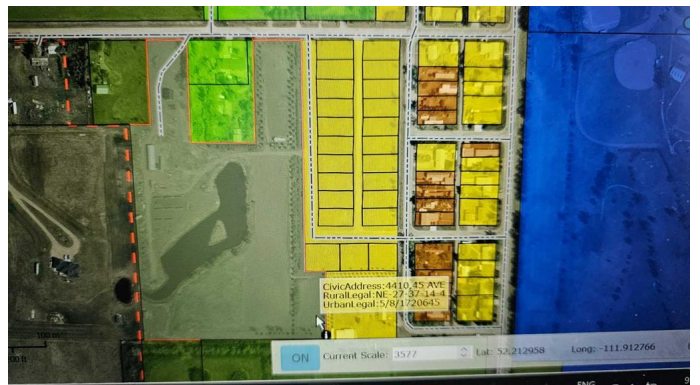 CivicAddress:4410,45 AVE
RuralLegal:NE-27-37-14-4
UrbanLegal:5/8/1720645
ON Current Scale: 3577 Lat: 52.212958 Long: -111.912766
ENG